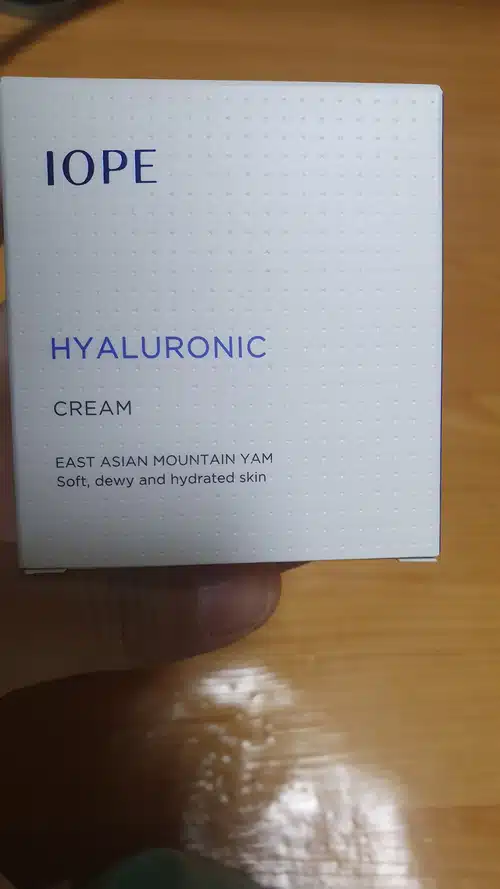 IOPE
HYALURONIC
CREAM
EAST ASIAN MOUNTAIN YAM
Soft, dewy and hydrated skin